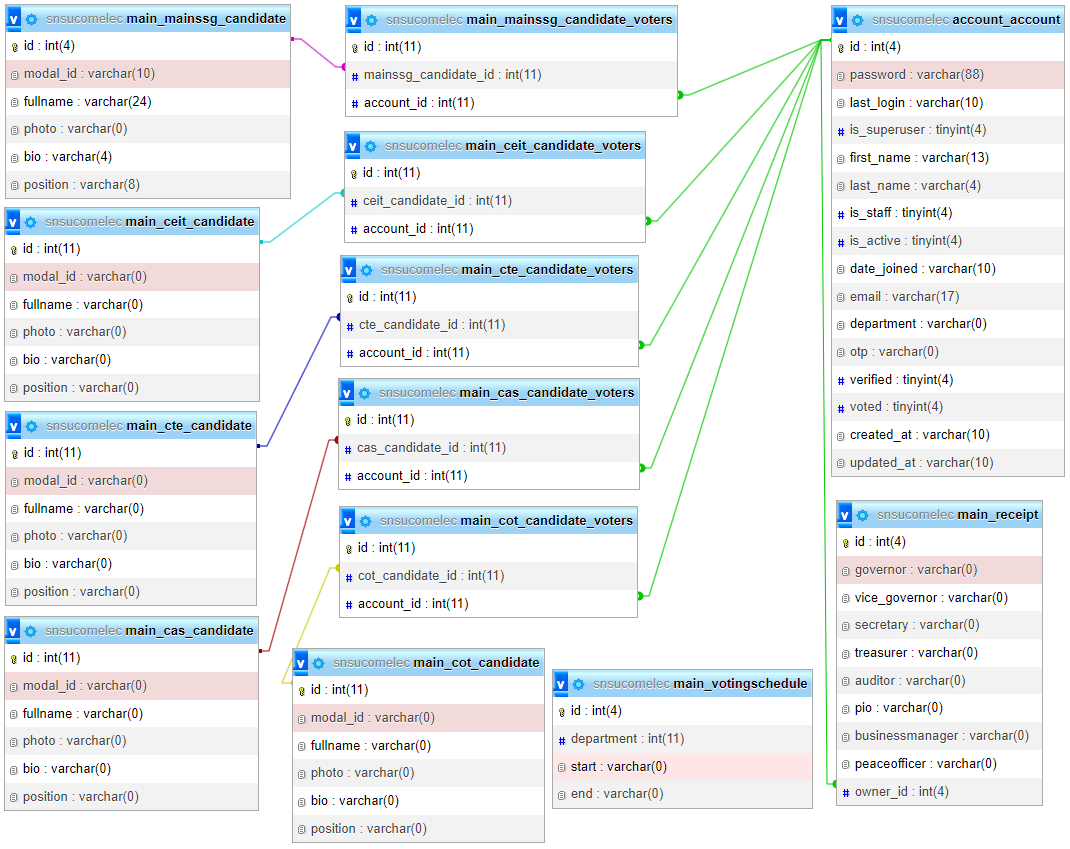 snsucomelec main_mainssg_candidate
id : int(4)
modal_id : varchar(10)
fullname : varchar(24)
photo : varchar(0)
bio : varchar(4)
position : varchar(8)
snsucomelec main_ceit_candidate
id : int(11)
modal_id : varchar(0)
fullname : varchar(0)
photo : varchar(0)
bio : varchar(0)
position : varchar(0)
snsucomelec main_cte_candidate
id : int(11)
modal_id : varchar(0)
fullname : varchar(0)
photo : varchar(0)
bio : varchar(0)
position : varchar(0)
snsucomelec main_cas_candidate
id : int(11)
modal_id : varchar(0)
fullname : varchar(0)
photo : varchar(0)
bio : varchar(0)
position : varchar(0)
snsucomelec main_mainssg_candidate_voters
id : int(11)
# mainssg_candidate_id : int(11)
# account_id : int(11)
snsucomelec main_ceit_candidate_voters
id : int(11)
# ceit_candidate_id : int(11)
# account_id : int(11)
snsucomelec main_cte_candidate_voters
id : int(11)
# cte_candidate_id : int(11)
# account_id : int(11)
snsucomelec main_cas_candidate_voters
id : int(11)
# cas_candidate_id : int(11)
# account_id : int(11)
snsucomelec main_cot_candidate_voters
id : int(11)
# cot_candidate_id : int(11)
# account_id : int(11)
snsucomelec main_cot_candidate
id : int(11)
modal_id : varchar(0)
fullname : varchar(0)
photo : varchar(0)
bio : varchar(0)
position : varchar(0)
snsucomelec main_votingschedule
id : int(4)
# department : int(11)
start : varchar(0)
end : varchar(0)
snsucomelec account_account
id : int(4)
password : varchar(88)
last_login : varchar(10)
# is_superuser : tinyint(4)
first_name : varchar(13)
last_name : varchar(4)
# is_staff : tinyint(4)
# is_active : tinyint(4)
date_joined : varchar(10)
email : varchar(17)
department : varchar(0)
otp : varchar(0)
# verified : tinyint(4)
# voted : tinyint(4)
created_at : varchar(10)
updated_at : varchar(10)
snsucomelec main_receipt
id : int(4)
governor : varchar(0)
vice_governor : varchar(0)
secretary : varchar(0)
treasurer : varchar(0)
auditor : varchar(0)
pio : varchar(0)
businessmanager : varchar(0)
peaceofficer : varchar(0)
# owner_id : int(4)